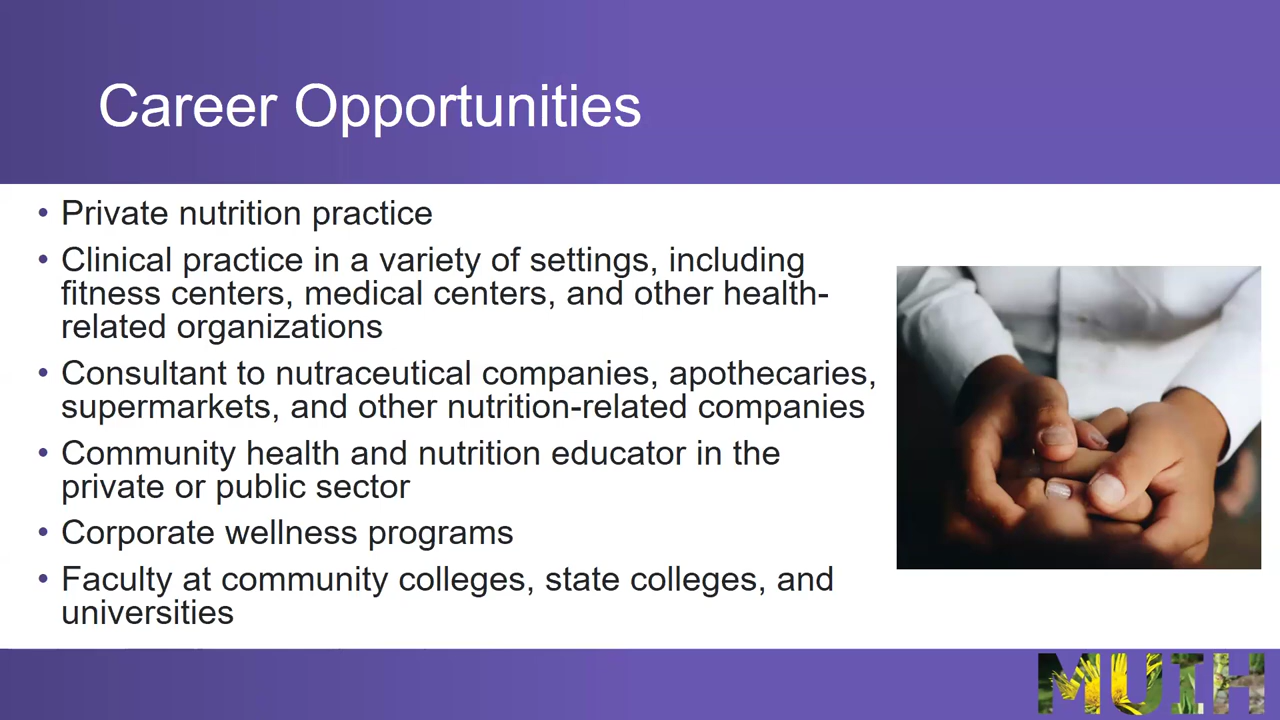 Career Opportunities
• Private nutrition practice
• Clinical practice in a variety of settings, including
fitness centers, medical centers, and other health-
related organizations
• Consultant to nutraceutical companies, apothecaries,
supermarkets, and other nutrition-related companies
• Community health and nutrition educator in the
private or public sector
• Corporate wellness programs
• Faculty at community colleges, state colleges, and
universities
MUIH